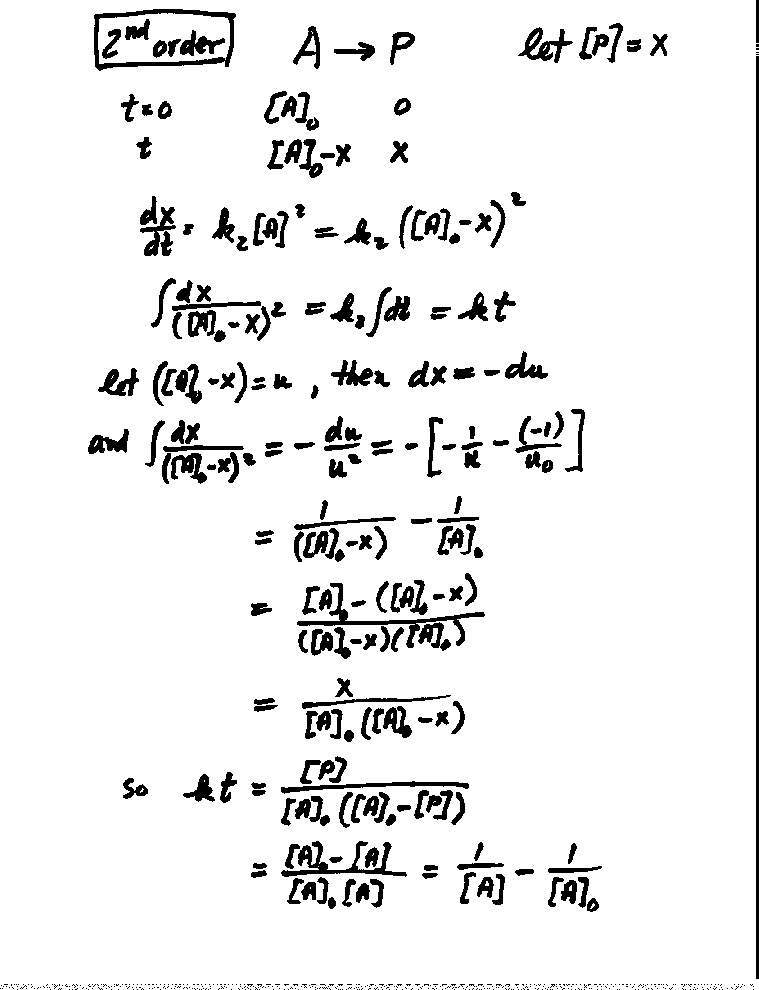 2nd order A → P let [P] = x
t=0 [A]₀ 0
t [A]₀-x x
dx/dt = k₂[A]² = k₂([A]₀-x)²
∫ dx/([A]₀-x)² = k₂∫dt = kt
let ([A]₀-x) = u , then dx = -du
and ∫ dx/([A]₀-x)² = - du/u² = - [- 1/u - (-1)/u₀]
= 1/([A]₀-x) - 1/[A]₀
= [A]₀ - ([A]₀-x) / ([A]₀-x)([A]₀)
= x / [A]₀([A]₀-x)
so kt = [P] / [A]₀([A]₀-[P])
= [A]₀-[A] / [A]₀[A] = 1/[A] - 1/[A]₀